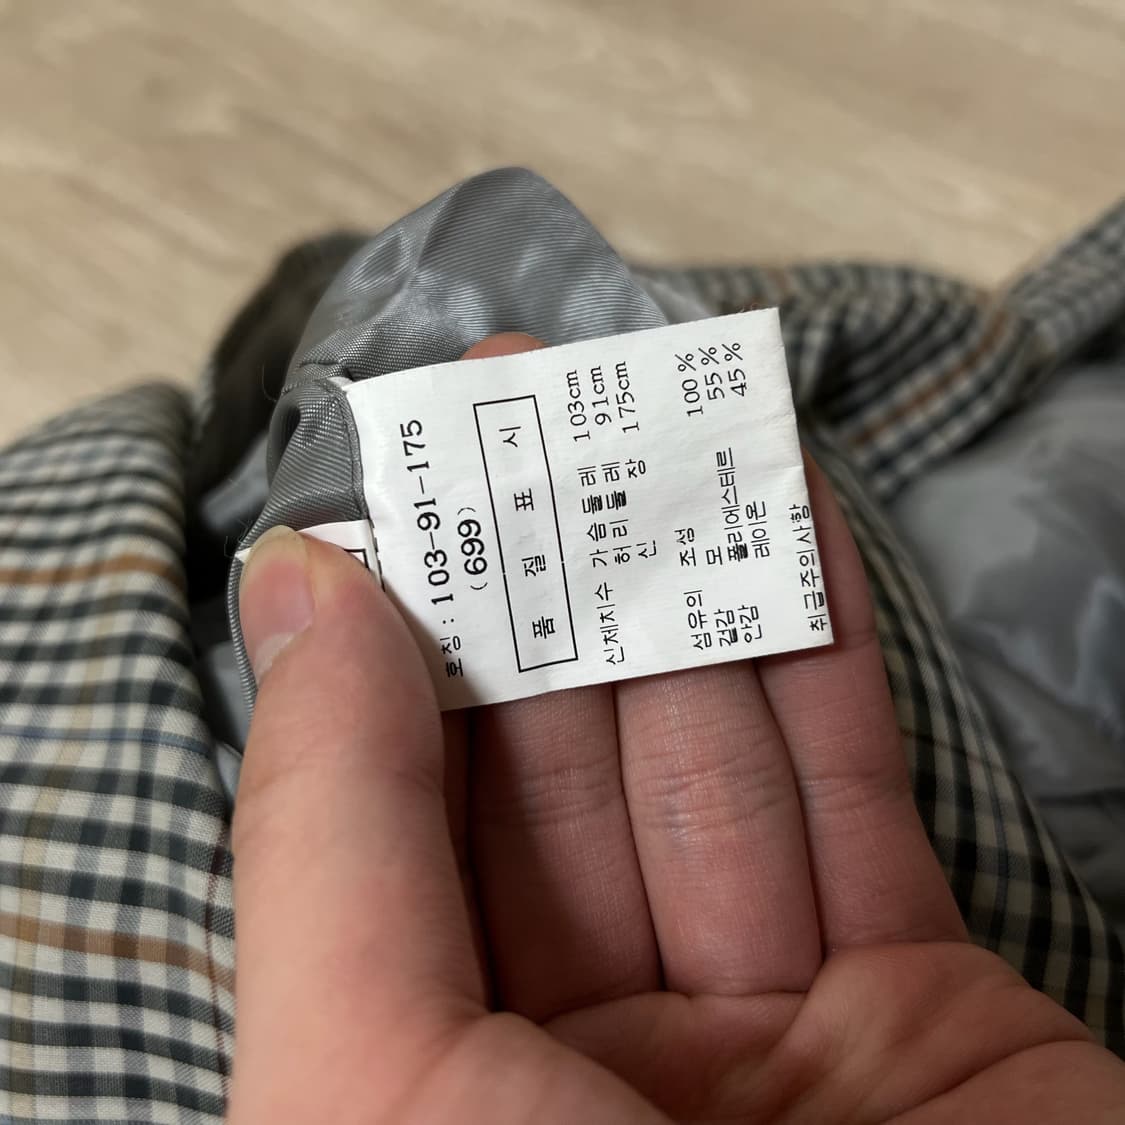 호칭 : 103-91-175
(699)
품 질 표 시
신체치수 가 슴 둘 레 103cm
허 리 둘 레 91cm
신 장 175cm
섬유의 조성
겉감 모 100 %
안감 폴리에스테르 55 %
레이온 45 %
취급주의사항